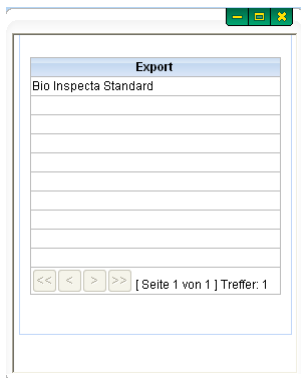 Export
Bio Inspecta Standard
<< < > >> [ Seite 1 von 1 ] Treffer: 1